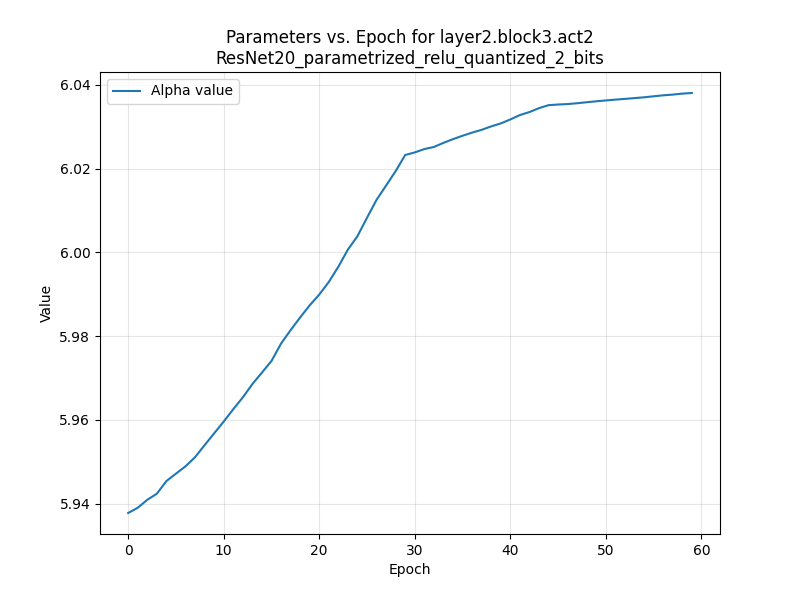 Parameters vs. Epoch for layer2.block3.act2
ResNet20_parametrized_relu_quantized_2_bits
Alpha value
6.04
6.02
6.00
5.98
5.96
5.94
Value
0 10 20 30 40 50 60
Epoch